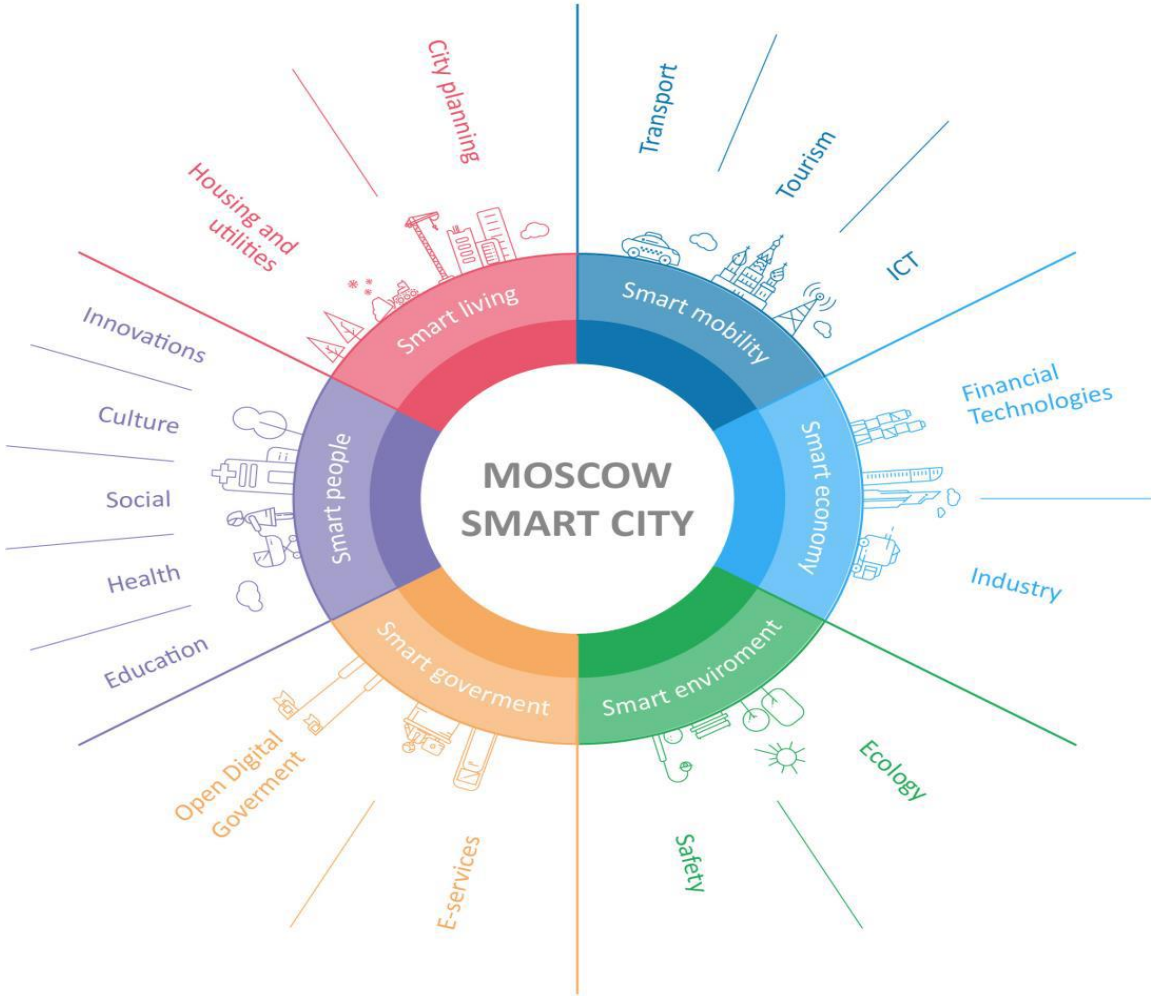 MOSCOW
SMART CITY
Smart living
City planning
Housing and
utilities
Smart mobility
Transport
Tourism
ICT
Smart economy
Financial
Technologies
Industry
Smart enviroment
Ecology
Safety
Smart goverment
E-services
Open Digital
Goverment
Smart people
Innovations
Culture
Social
Health
Education